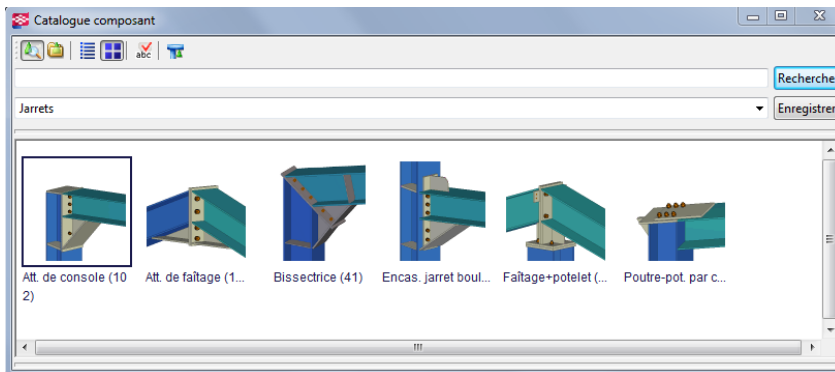 Catalogue composant
abc
Recherche
Jarrets
Enregistrer
Att. de console (10
2)
Att. de faîtage (1...
Bissectrice (41)
Encas. jarret boul...
Faîtage+potelet (...
Poutre-pot. par c...